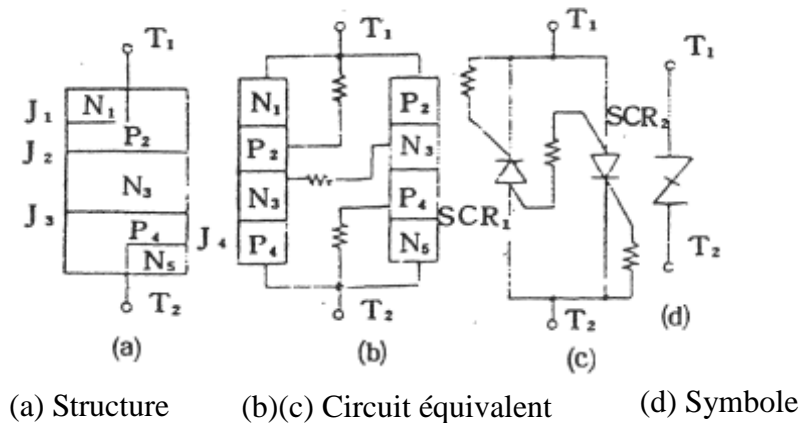 T₁ T₁ T₁ T₁
J₁ N₁ P₂
J₂ N₃
J₃ P₄ J₄
N₅
T₂
(a)
N₁ P₂
P₂ N₃
N₃ P₄
P₄ N₅
T₂
(b)
SCR₂
SCR₁
T₂
(c)
T₂
(d)
(a) Structure (b)(c) Circuit équivalent (d) Symbole